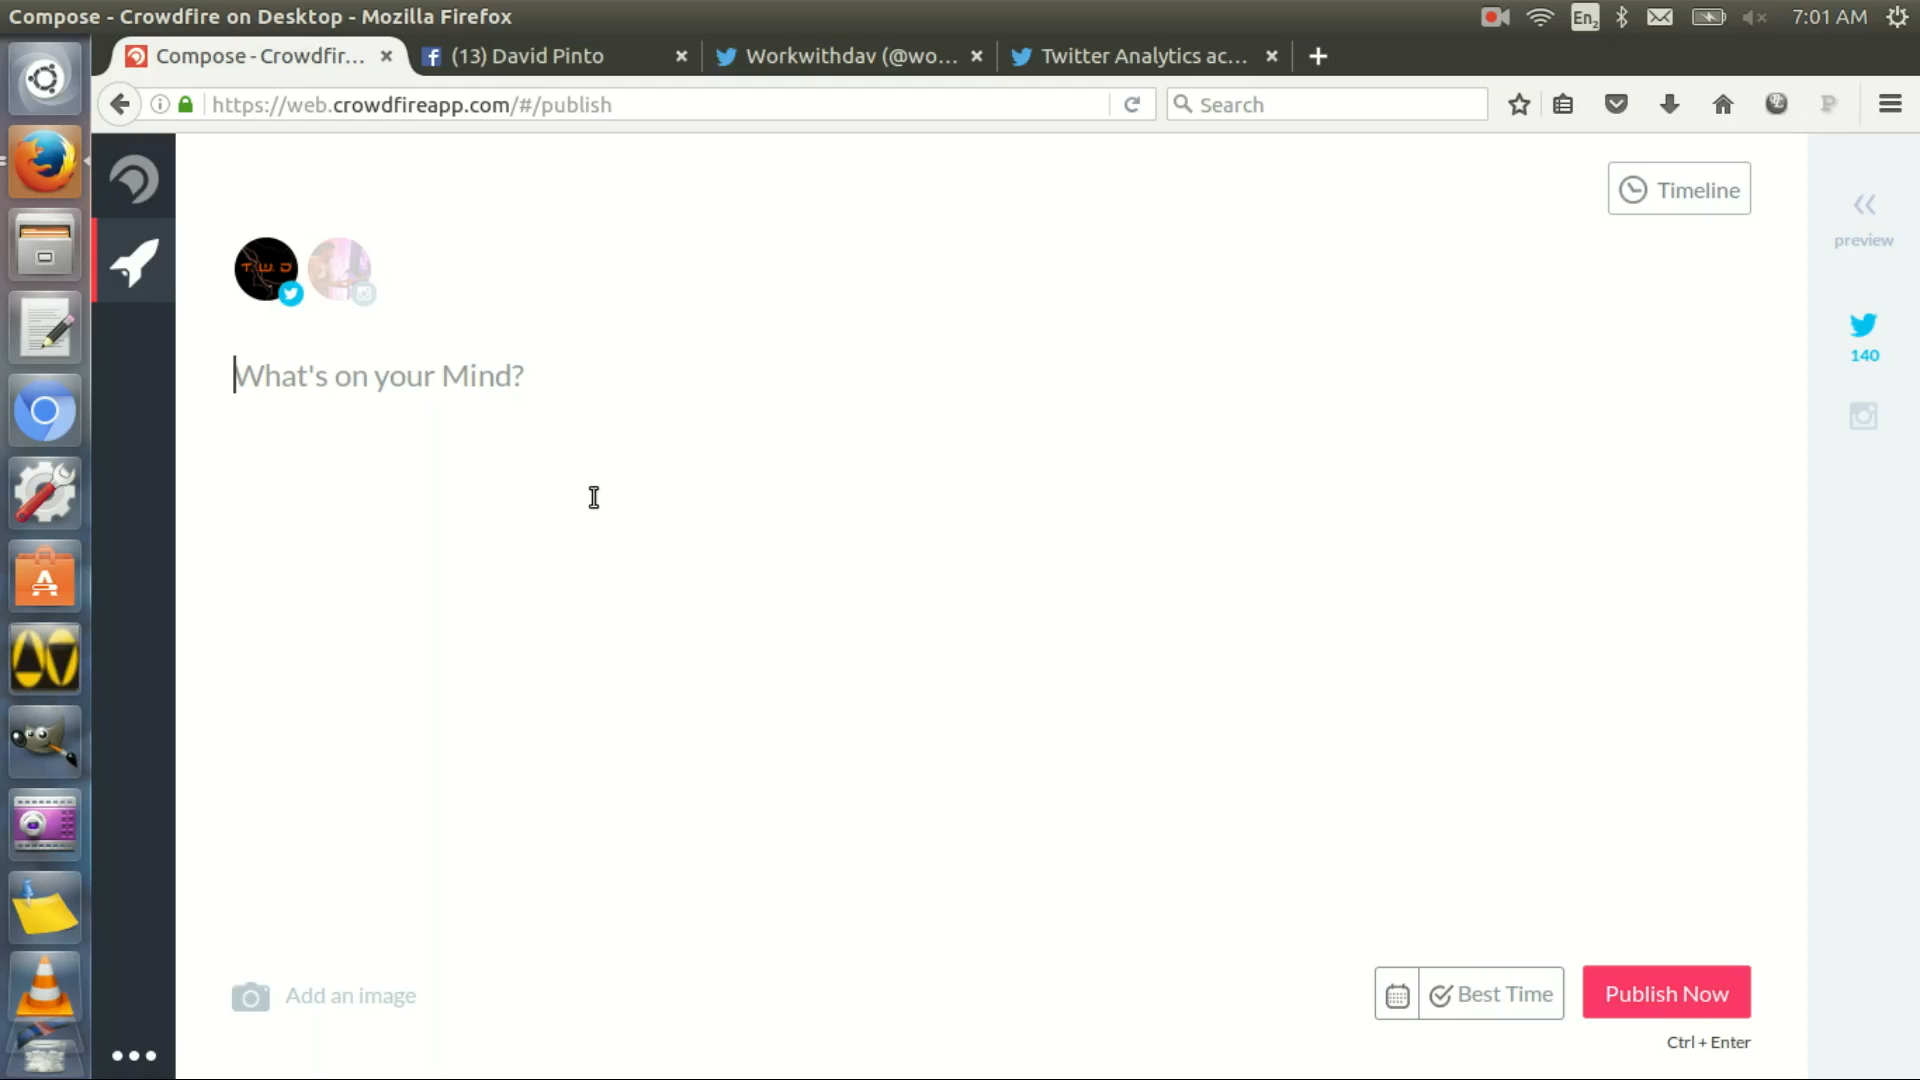 Compose - Crowdfire on Desktop - Mozilla Firefox
En2
7:01 AM
Compose - Crowdfir...
(13) David Pinto
Workwithdav (@wo...
Twitter Analytics ac...
https://web.crowdfireapp.com/#/publish
Search
Timeline
preview
T.W.D
140
What's on your Mind?
Add an image
Best Time
Publish Now
Ctrl + Enter